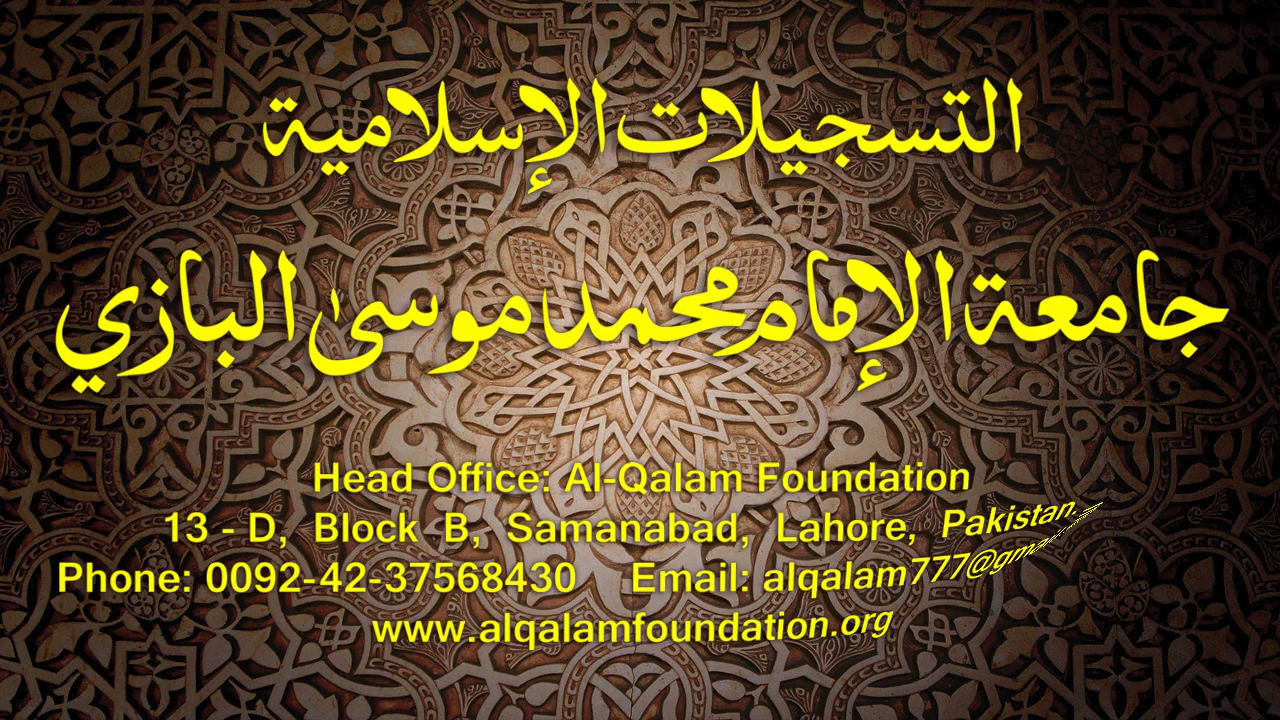 التسجيلات الإسلامية
جامعة الإمام محمد موسىٰ البازي
Head Office: Al-Qalam Foundation
13 - D, Block B, Samanabad, Lahore, Pakistan.
Phone: 0092-42-37568430 Email: alqalam777@gma
www.alqalamfoundation.org